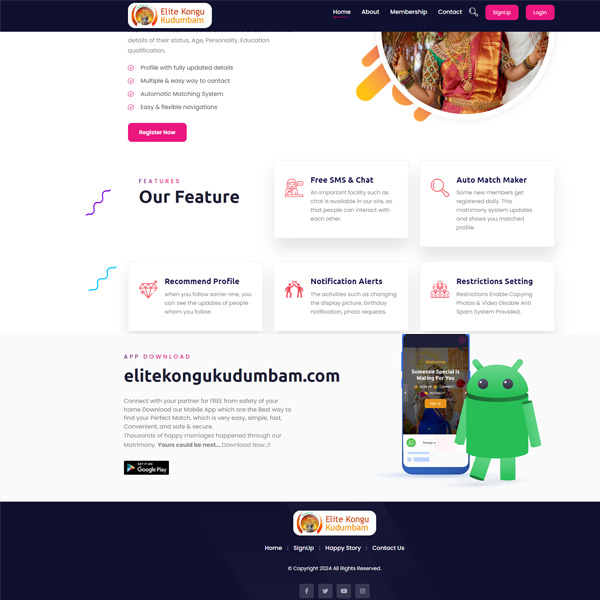 Elite Kongu
Kudumbam
Home
About
Membership
Contact
SignUp
Login
details of their status, Age, Personality, Education
qualification,
Profile with fully updated details
Multiple & easy way to contact
Automatic Matching System
Easy & flexible navigations
Register Now
FEATURES
Our Feature
Free SMS & Chat
An important facility such as
chat is available in our site, so
that people can interact with
each other.
Auto Match Maker
Some new members get
registered daily. This
matrimony system updates
and shows you matched
profile.
Recommend Profile
when you follow some-one, you
can see the updates of people
whom you follow.
Notification Alerts
The activities such as changing
the display picture, birthday
notification, photo requests.
Restrictions Setting
Restrictions Enable Copying
Photos & Video Disable Anti
Spam System Provided.
APP DOWNLOAD
elitekongukudumbam.com
Connect with your partner for FREE from safety of your
home Download our Mobile App which are the Best way to
find your Perfect Match. which is very easy, simple, fast,
Convenient, and safe & secure.
Thousands of happy marriages happened through our
Matrimony. Yours could be next... Download Now..!!
GET IT ON
Google Play
Welcome
Someone Special is
Wating For You
Elite Kongu
Kudumbam
Home
SignUp
Happy Story
Contact Us
© Copyright 2024 All Rights Reserved.